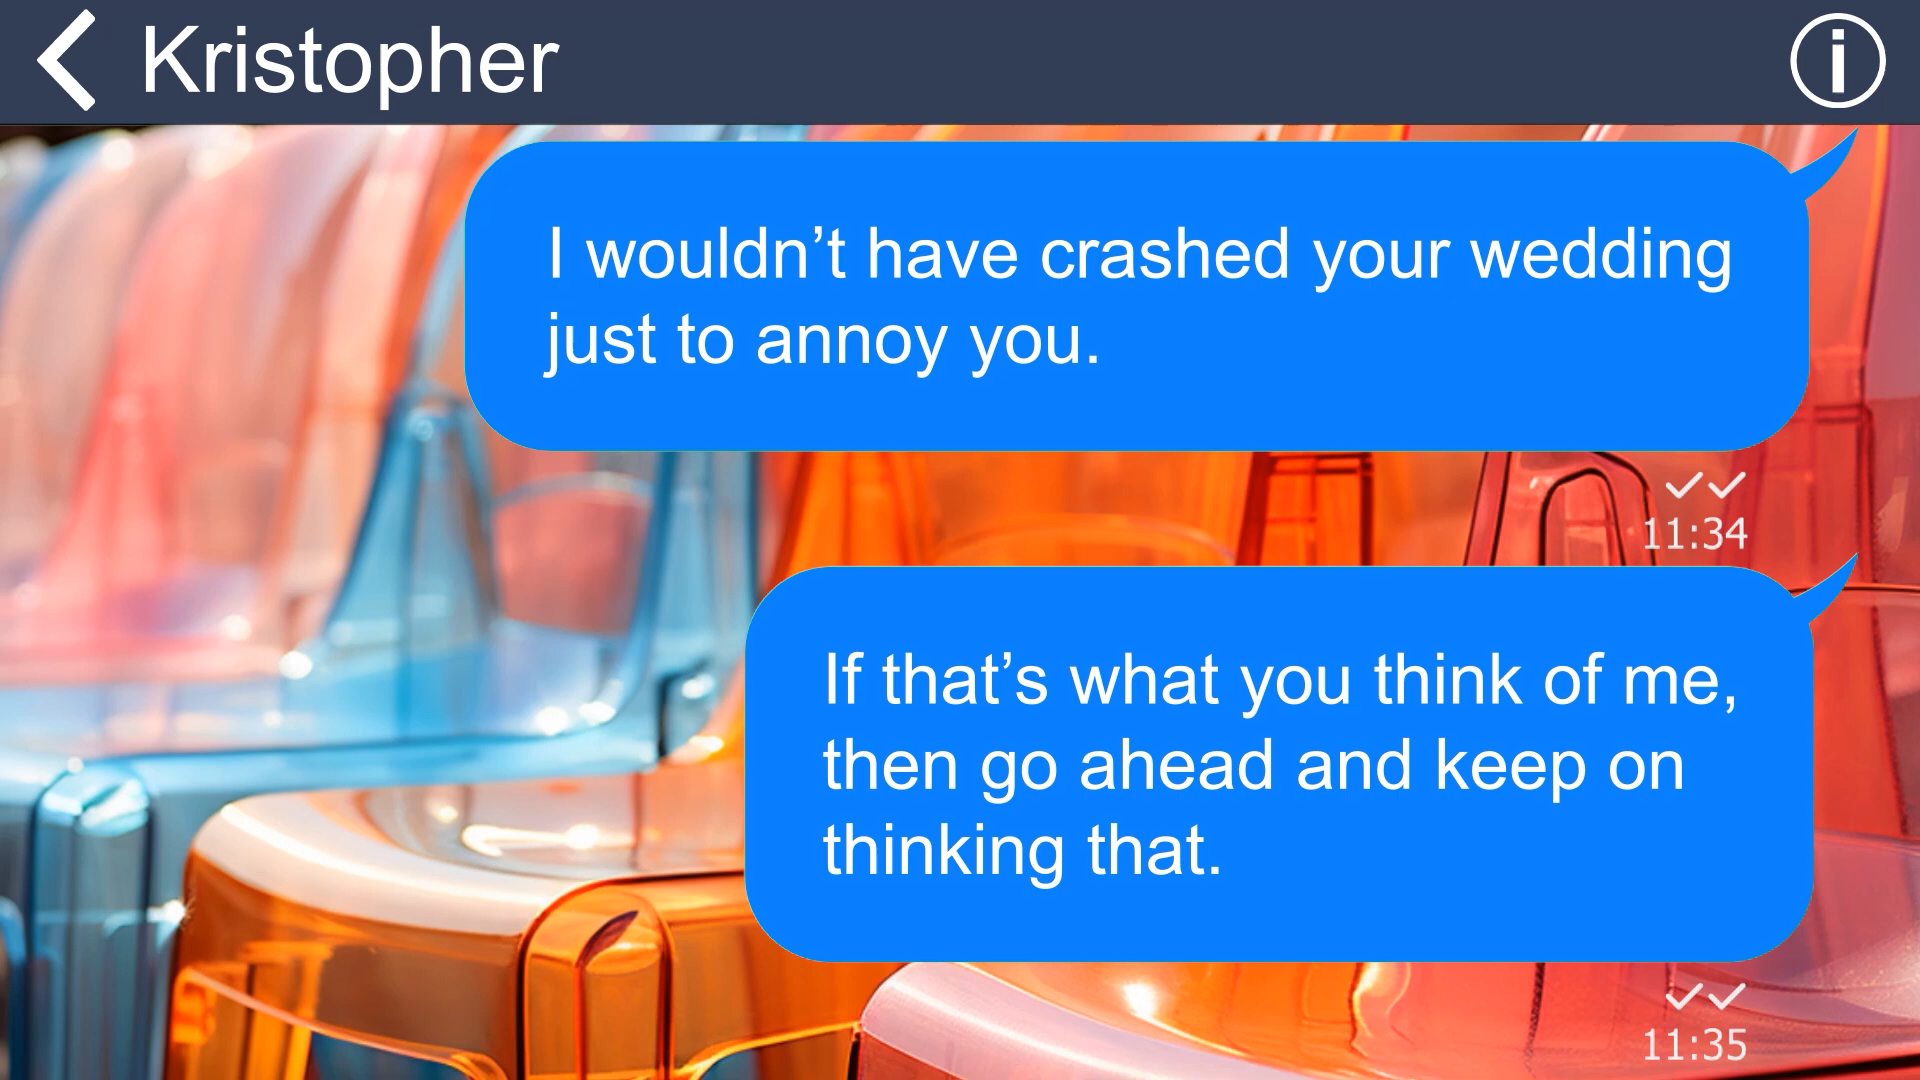 Kristopher
I wouldn’t have crashed your wedding
just to annoy you.
11:34
If that’s what you think of me,
then go ahead and keep on
thinking that.
11:35